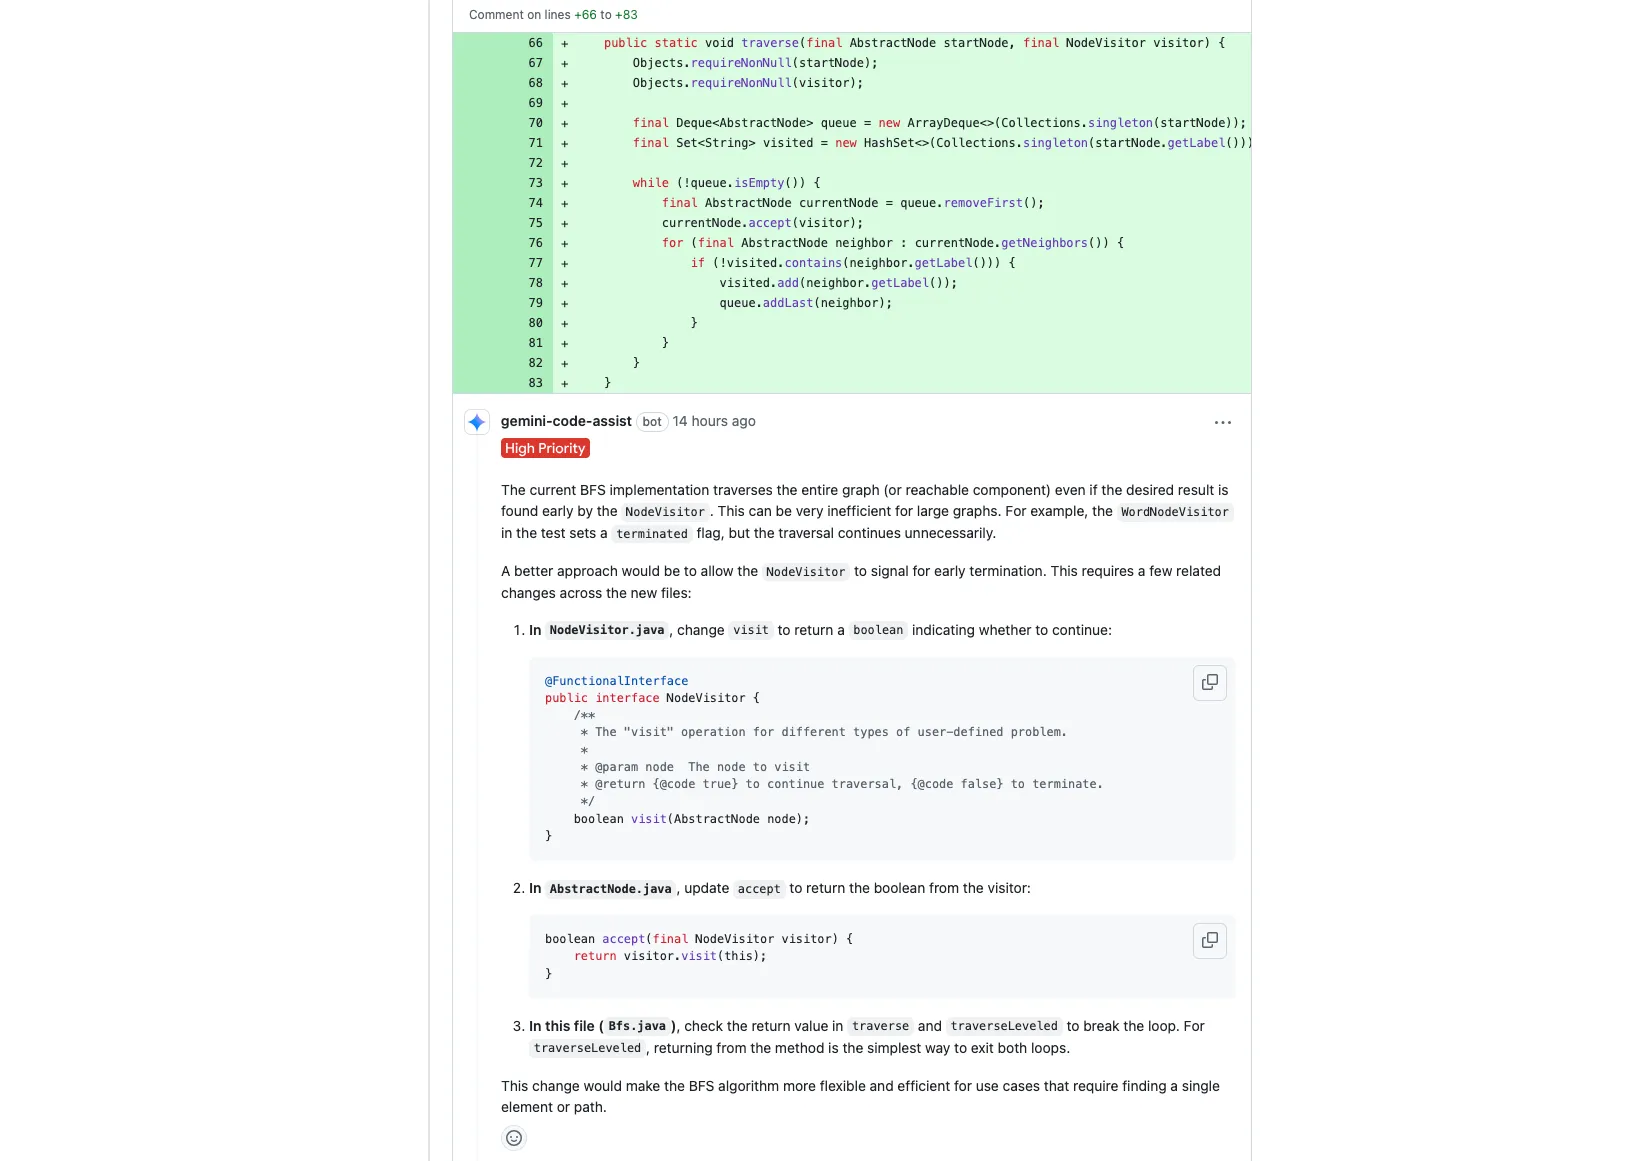 Comment on lines +66 to +83
66 + public static void traverse(final AbstractNode startNode, final NodeVisitor visitor) {
67 + Objects.requireNonNull(startNode);
68 + Objects.requireNonNull(visitor);
69 +
70 + final Deque<AbstractNode> queue = new ArrayDeque<>(Collections.singleton(startNode));
71 + final Set<String> visited = new HashSet<>(Collections.singleton(startNode.getLabel()))
72 +
73 + while (!queue.isEmpty()) {
74 + final AbstractNode currentNode = queue.removeFirst();
75 + currentNode.accept(visitor);
76 + for (final AbstractNode neighbor : currentNode.getNeighbors()) {
77 + if (!visited.contains(neighbor.getLabel())) {
78 + visited.add(neighbor.getLabel());
79 + queue.addLast(neighbor);
80 + }
81 + }
82 + }
83 + }
gemini-code-assist bot 14 hours ago
High Priority
The current BFS implementation traverses the entire graph (or reachable component) even if the desired result is
found early by the NodeVisitor. This can be very inefficient for large graphs. For example, the WordNodeVisitor
in the test sets a terminated flag, but the traversal continues unnecessarily.
A better approach would be to allow the NodeVisitor to signal for early termination. This requires a few related
changes across the new files:
1. In NodeVisitor.java, change visit to return a boolean indicating whether to continue:
@FunctionalInterface
public interface NodeVisitor {
/**
* The "visit" operation for different types of user-defined problem.
*
* @param node  The node to visit
* @return {@code true} to continue traversal, {@code false} to terminate.
*/
boolean visit(AbstractNode node);
}
2. In AbstractNode.java, update accept to return the boolean from the visitor:
boolean accept(final NodeVisitor visitor) {
return visitor.visit(this);
}
3. In this file (Bfs.java), check the return value in traverse and traverseLeveled to break the loop. For
traverseLeveled, returning from the method is the simplest way to exit both loops.
This change would make the BFS algorithm more flexible and efficient for use cases that require finding a single
element or path.